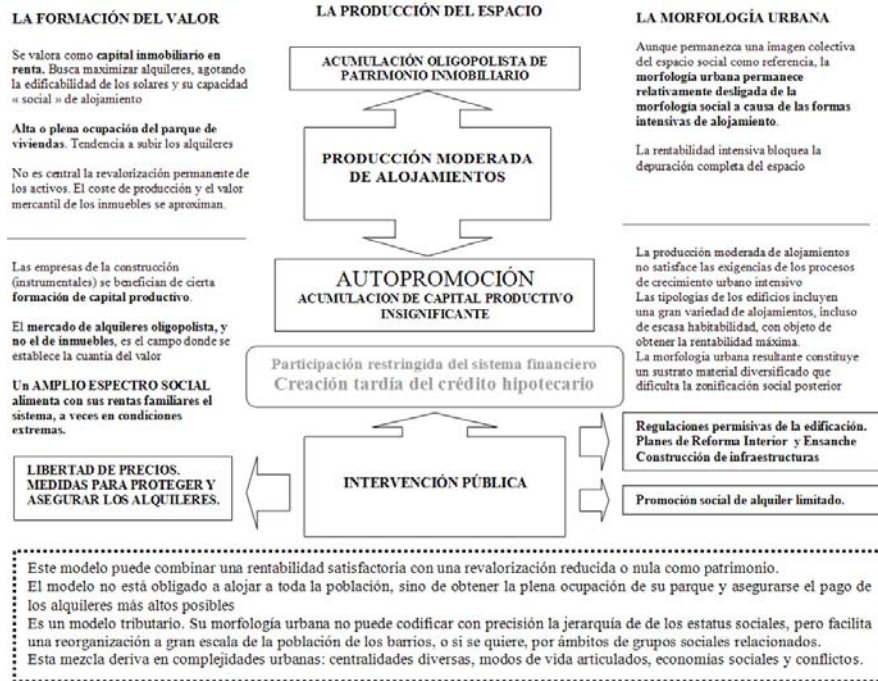 LA FORMACIÓN DEL VALOR
Se valora como capital inmobiliario en
renta. Busca maximizar alquileres, agotando
la edificabilidad de los solares y su capacidad
« social » de alojamiento
Alta o plena ocupación del parque de
viviendas. Tendencia a subir los alquileres
No es central la revalorización permanente de
los activos. El coste de producción y el valor
mercantil de los inmuebles se aproximan.
Las empresas de la construcción
(instrumentales) se benefician de cierta
formación de capital productivo.
El mercado de alquileres oligopolista, y
no el de inmuebles, es el campo donde se
establece la cuantía del valor
Un AMPLIO ESPECTRO SOCIAL
alimenta con sus rentas familiares el
sistema, a veces en condiciones
extremas.
LIBERTAD DE PRECIOS.
MEDIDAS PARA PROTEGER Y
ASEGURAR LOS ALQUILERES.
LA PRODUCCIÓN DEL ESPACIO
ACUMULACIÓN OLIGOPOLISTA DE
PATRIMONIO INMOBILIARIO
PRODUCCIÓN MODERADA
DE ALOJAMIENTOS
AUTOPROMOCIÓN
ACUMULACIÓN DE CAPITAL PRODUCTIVO
INSIGNIFICANTE
Participación restringida del sistema financiero
Creación tardía del crédito hipotecario
INTERVENCIÓN PÚBLICA
LA MORFOLOGÍA URBANA
Aunque permanezca una imagen colectiva
del espacio social como referencia, la
morfología urbana permanece
relativamente desligada de la
morfología social a causa de las formas
intensivas de alojamiento.
La rentabilidad intensiva bloquea la
depuración completa del espacio
La producción moderada de alojamientos
no satisface las exigencias de los procesos
de crecimiento urbano intensivo
Las tipologías de los edificios incluyen
una gran variedad de alojamientos, incluso
de escasa habitabilidad, con objeto de
obtener la rentabilidad máxima.
La morfología urbana resultante constituye
un sustrato material diversificado que
dificulta la zonificación social posterior
Regulaciones permisivas de la edificación.
Planes de Reforma Interior y Ensanche
Construcción de infraestructuras
Promoción social de alquiler limitado.
Este modelo puede combinar una rentabilidad satisfactoria con una revalorización reducida o nula como patrimonio.
El modelo no está obligado a alojar a toda la población, sino de obtener la plena ocupación de su parque y asegurarse el pago de
los alquileres más altos posibles
Es un modelo tributario. Su morfología urbana no puede codificar con precisión la jerarquía de de los estatus sociales, pero facilita
una reorganización a gran escala de la población de los barrios, o si se quiere, por ámbitos de grupos sociales relacionados.
Esta mezcla deriva en complejidades urbanas: centralidades diversas, modos de vida articulados, economías sociales y conflictos.